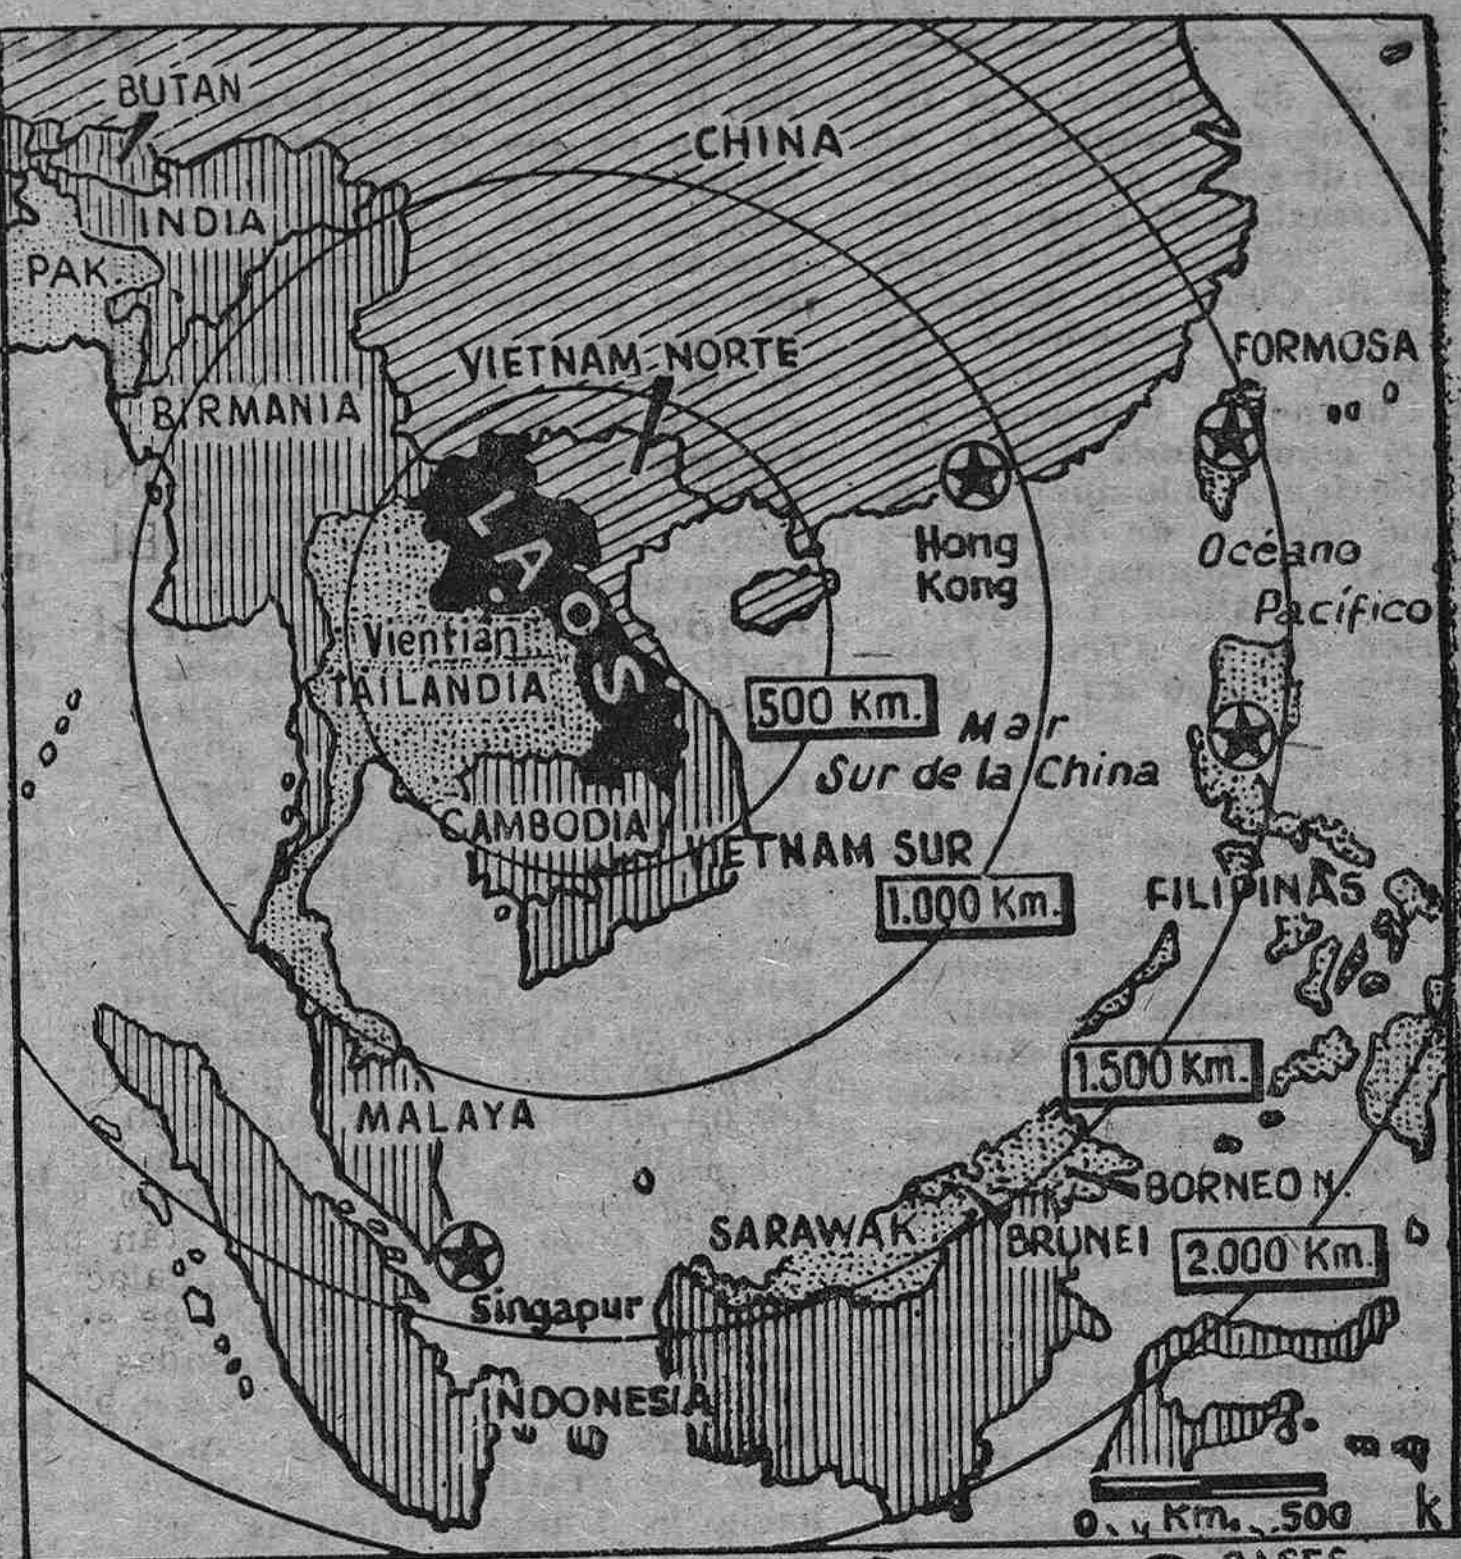 BUTAN
CHINA
INDIA
PAK.
VIETNAM-NORTE
FORMOSA
BIRMANIA
LAOS
Hong
Kong
Océano
Pacífico
Vientián
TAILANDIA
500 Km.
Mar
Sur de la China
CAMBODIA
VIETNAM SUR
1.000 Km.
FILIPINAS
1.500 Km.
MALAYA
BORNEO N.
SARAWAK
BRUNEI
2.000 Km.
Singapur
INDONESIA
0 Km. 500
k